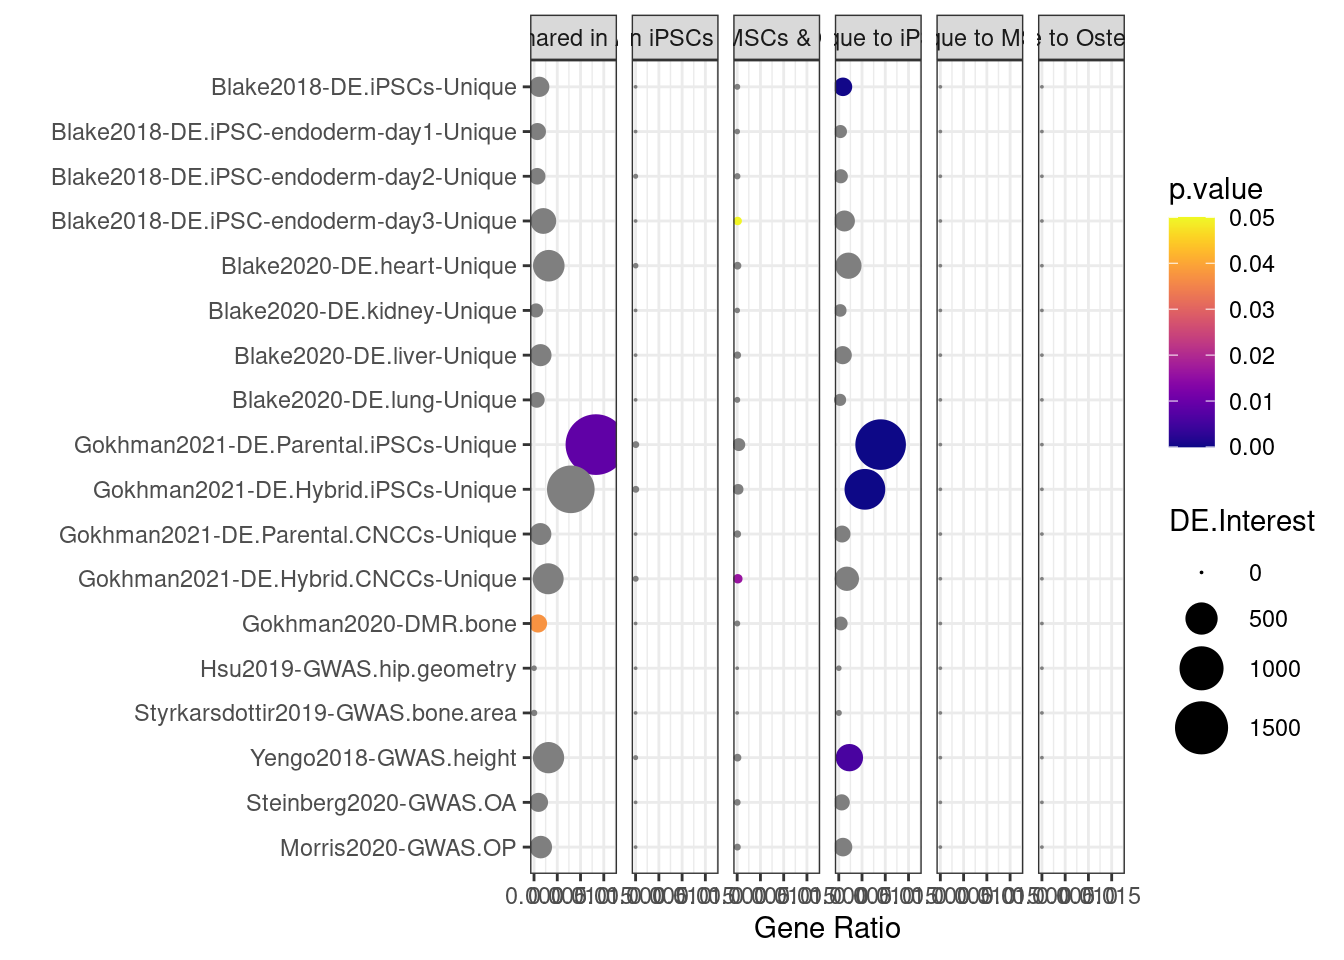 hared in
n iPSCs
MSCs &
que to iP
que to M
to Oste
Blake2018-DE.iPSCs-Unique
Blake2018-DE.iPSC-endoderm-day1-Unique
Blake2018-DE.iPSC-endoderm-day2-Unique
Blake2018-DE.iPSC-endoderm-day3-Unique
Blake2020-DE.heart-Unique
Blake2020-DE.kidney-Unique
Blake2020-DE.liver-Unique
Blake2020-DE.lung-Unique
Gokhman2021-DE.Parental.iPSCs-Unique
Gokhman2021-DE.Hybrid.iPSCs-Unique
Gokhman2021-DE.Parental.CNCCs-Unique
Gokhman2021-DE.Hybrid.CNCCs-Unique
Gokhman2020-DMR.bone
Hsu2019-GWAS.hip.geometry
Styrkarsdottir2019-GWAS.bone.area
Yengo2018-GWAS.height
Steinberg2020-GWAS.OA
Morris2020-GWAS.OP
Gene Ratio
p.value
0.05
0.04
0.03
0.02
0.01
0.00
DE.Interest
0
500
1000
1500